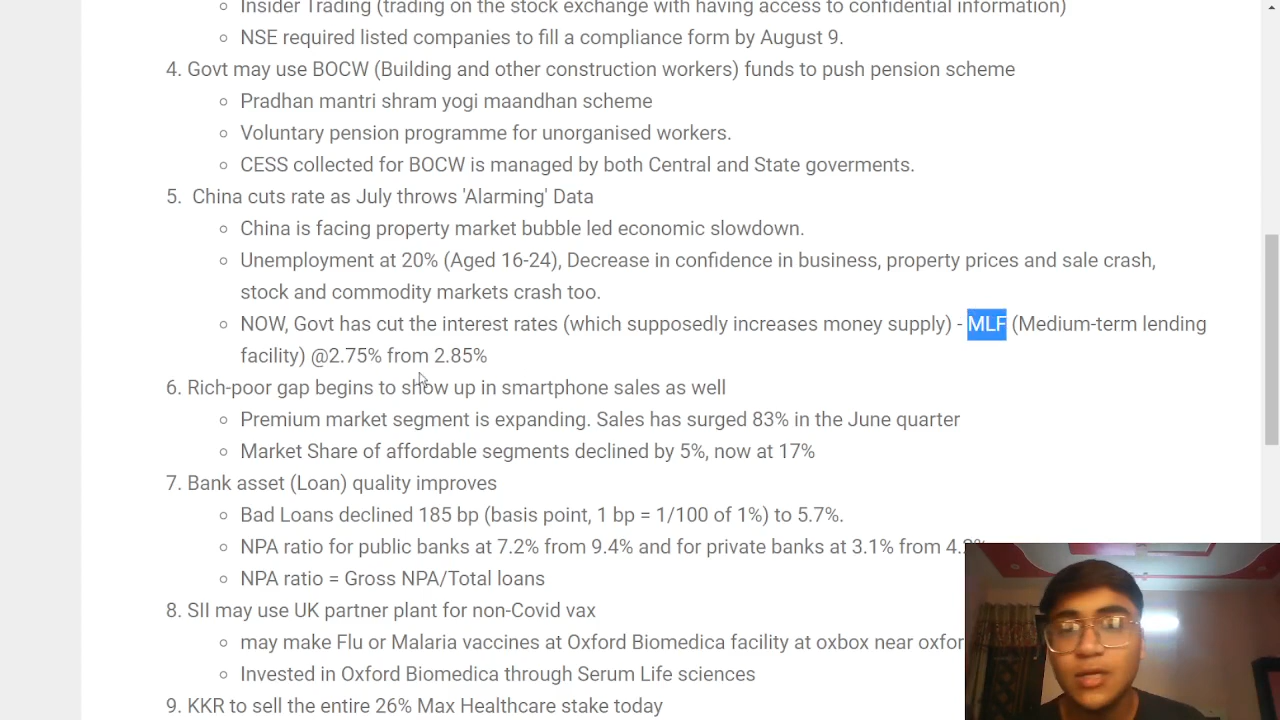 Insider Trading (trading on the stock exchange with having access to confidential information)
NSE required listed companies to fill a compliance form by August 9.
4. Govt may use BOCW (Building and other construction workers) funds to push pension scheme
Pradhan mantri shram yogi maandhan scheme
Voluntary pension programme for unorganised workers.
CESS collected for BOCW is managed by both Central and State goverments.
5. China cuts rate as July throws 'Alarming' Data
China is facing property market bubble led economic slowdown.
Unemployment at 20% (Aged 16-24), Decrease in confidence in business, property prices and sale crash,
stock and commodity markets crash too.
NOW, Govt has cut the interest rates (which supposedly increases money supply) - MLF (Medium-term lending
facility) @2.75% from 2.85%
6. Rich-poor gap begins to show up in smartphone sales as well
Premium market segment is expanding. Sales has surged 83% in the June quarter
Market Share of affordable segments declined by 5%, now at 17%
7. Bank asset (Loan) quality improves
Bad Loans declined 185 bp (basis point, 1 bp = 1/100 of 1%) to 5.7%.
NPA ratio for public banks at 7.2% from 9.4% and for private banks at 3.1% from
NPA ratio = Gross NPA/Total loans
8. SII may use UK partner plant for non-Covid vax
may make Flu or Malaria vaccines at Oxford Biomedica facility at oxbox near oxfor
Invested in Oxford Biomedica through Serum Life sciences
9. KKR to sell the entire 26% Max Healthcare stake today